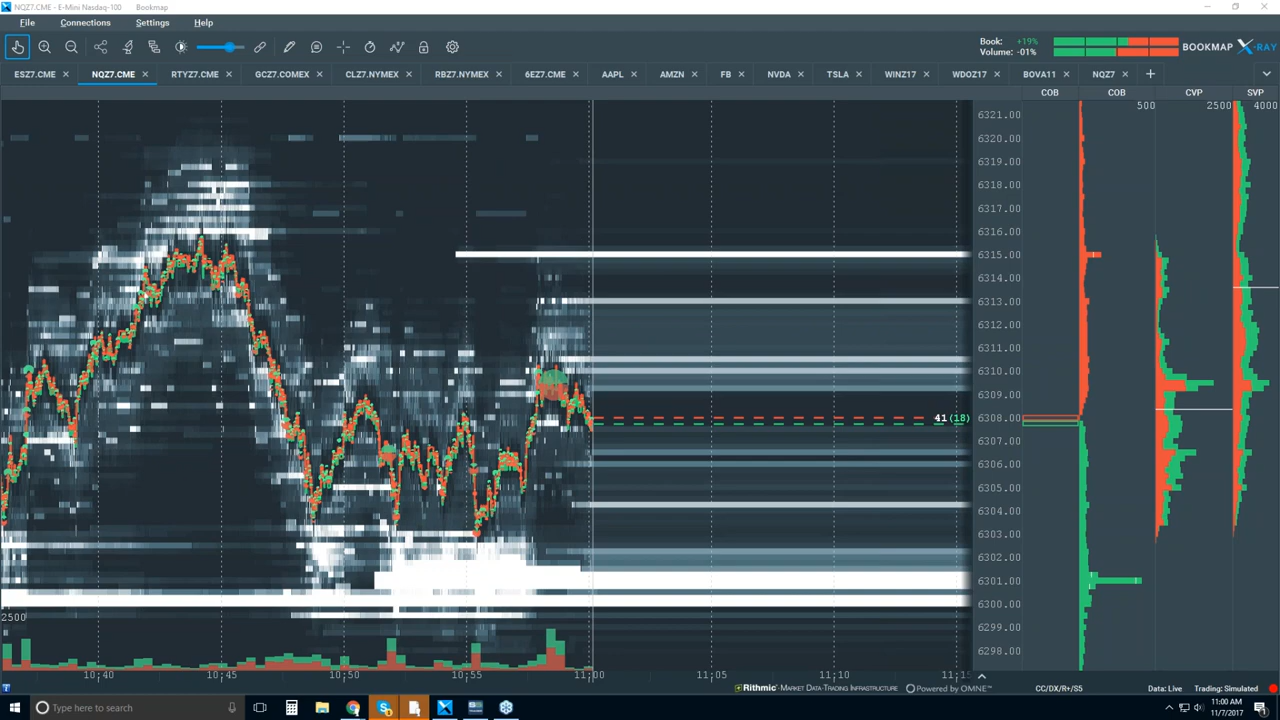 NQZ7.CME - E-Mini Nasdaq-100 Bookmap
File Connections Settings Help
Book: +19%
Volume: -01%
BOOKMAP X-RAY
ESZ7.CME NQZ7.CME RTYZ7.CME GCZ7.COMEX CLZ7.NYMEX RBZ7.NYMEX 6EZ7.CME AAPL AMZN FB NVDA TSLA WINZ17 WDOZ17 BOVA11 NQZ7
COB COB CVP SVP
500 2500 4000
6321.00
6320.00
6319.00
6318.00
6317.00
6316.00
6315.00
6314.00
6313.00
6312.00
6311.00
6310.00
6309.00
41(18) 6308.00
6307.00
6306.00
6305.00
6304.00
6303.00
6302.00
6301.00
6300.00
2500
6299.00
6298.00
10:40 10:45 10:50 10:55 11:00 11:05 11:10 11:15
Rithmic - Market Data-Trading Infrastructure Powered by OMNE™ CC/DX/R+/S5 Data: Live Trading: Simulated
Type here to search
11:00 AM
11/7/2017